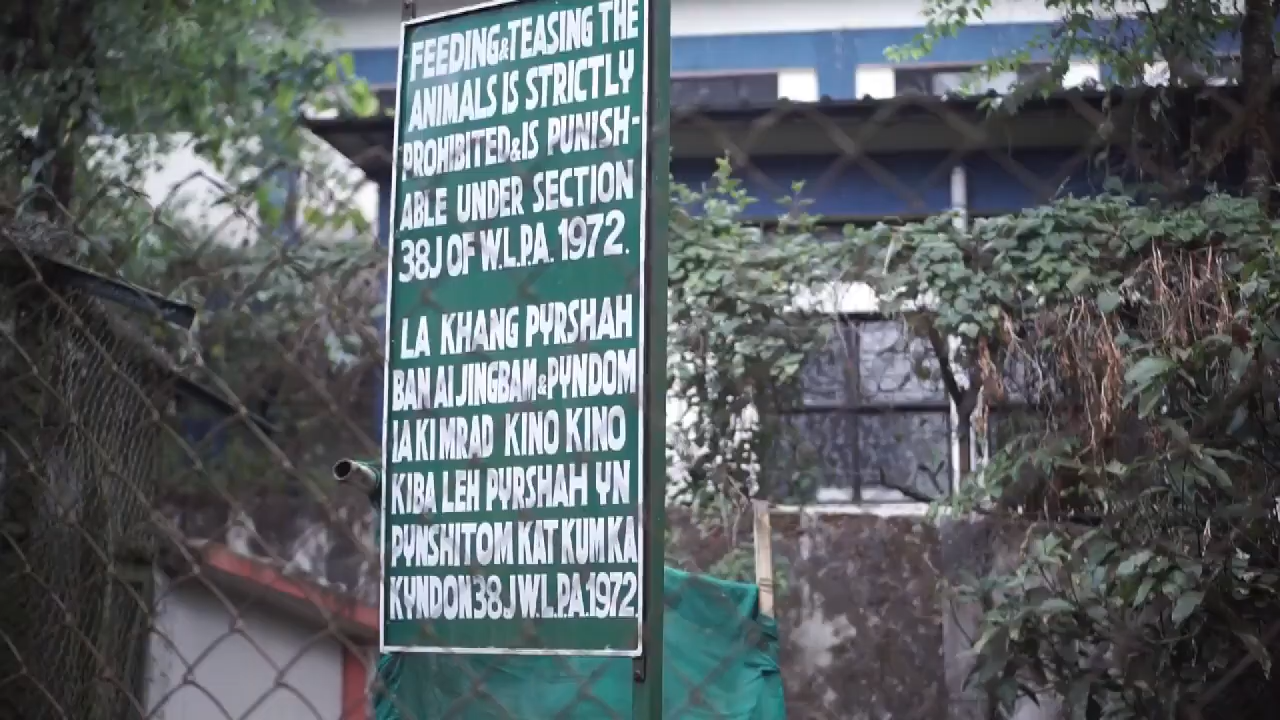 FEEDING&TEASING THE
ANIMALS IS STRICTLY
PROHIBITED&IS PUNISH-
ABLE UNDER SECTION
38J OF W.L.P.A. 1972.
LA KHANG PYRSHAH
BAN AI JINGBAM&PYNDOM
IA KI MRAD KINO KINO
KIBA LEH PYRSHAH YN
PYNSHITOM KAT KUM KA
KYNDON 38J W.L.P.A.1972.